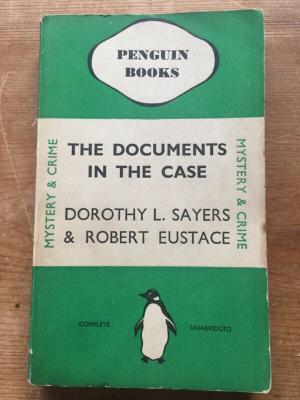 PENGUIN
BOOKS
MYSTERY & CRIME
THE DOCUMENTS
IN THE CASE
DOROTHY L. SAYERS
& ROBERT EUSTACE
MYSTERY & CRIME
COMPLETE
UNABRIDGED